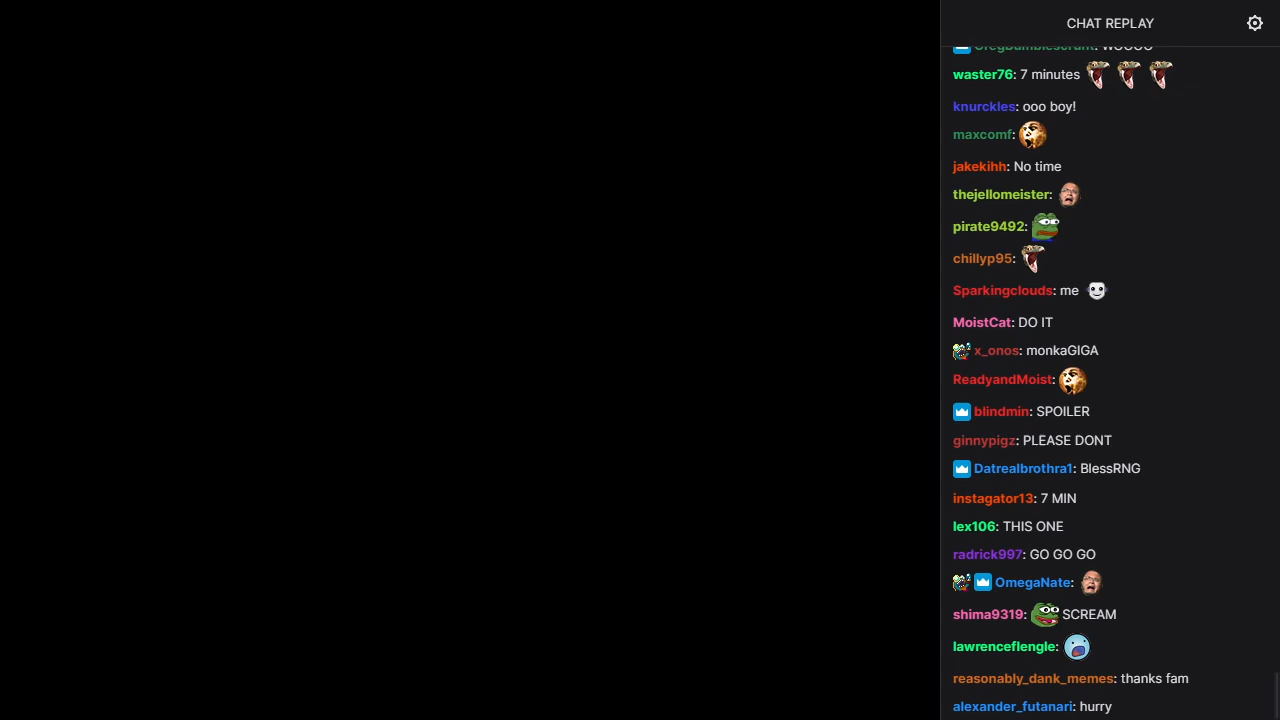 CHAT REPLAY
waster76: 7 minutes
knurckles: ooo boy!
maxcomf:
jakekihh: No time
thejellomeister:
pirate9492:
chillyp95:
Sparkingclouds: me
MoistCat: DO IT
x_onos: monkaGIGA
ReadyandMoist:
blindmin: SPOILER
ginnypigz: PLEASE DONT
Datrealbrothra1: BlessRNG
instagator13: 7 MIN
lex106: THIS ONE
radrick997: GO GO GO
OmegaNate:
shima9319: SCREAM
lawrenceflengle:
reasonably_dank_memes: thanks fam
alexander_futanari: hurry